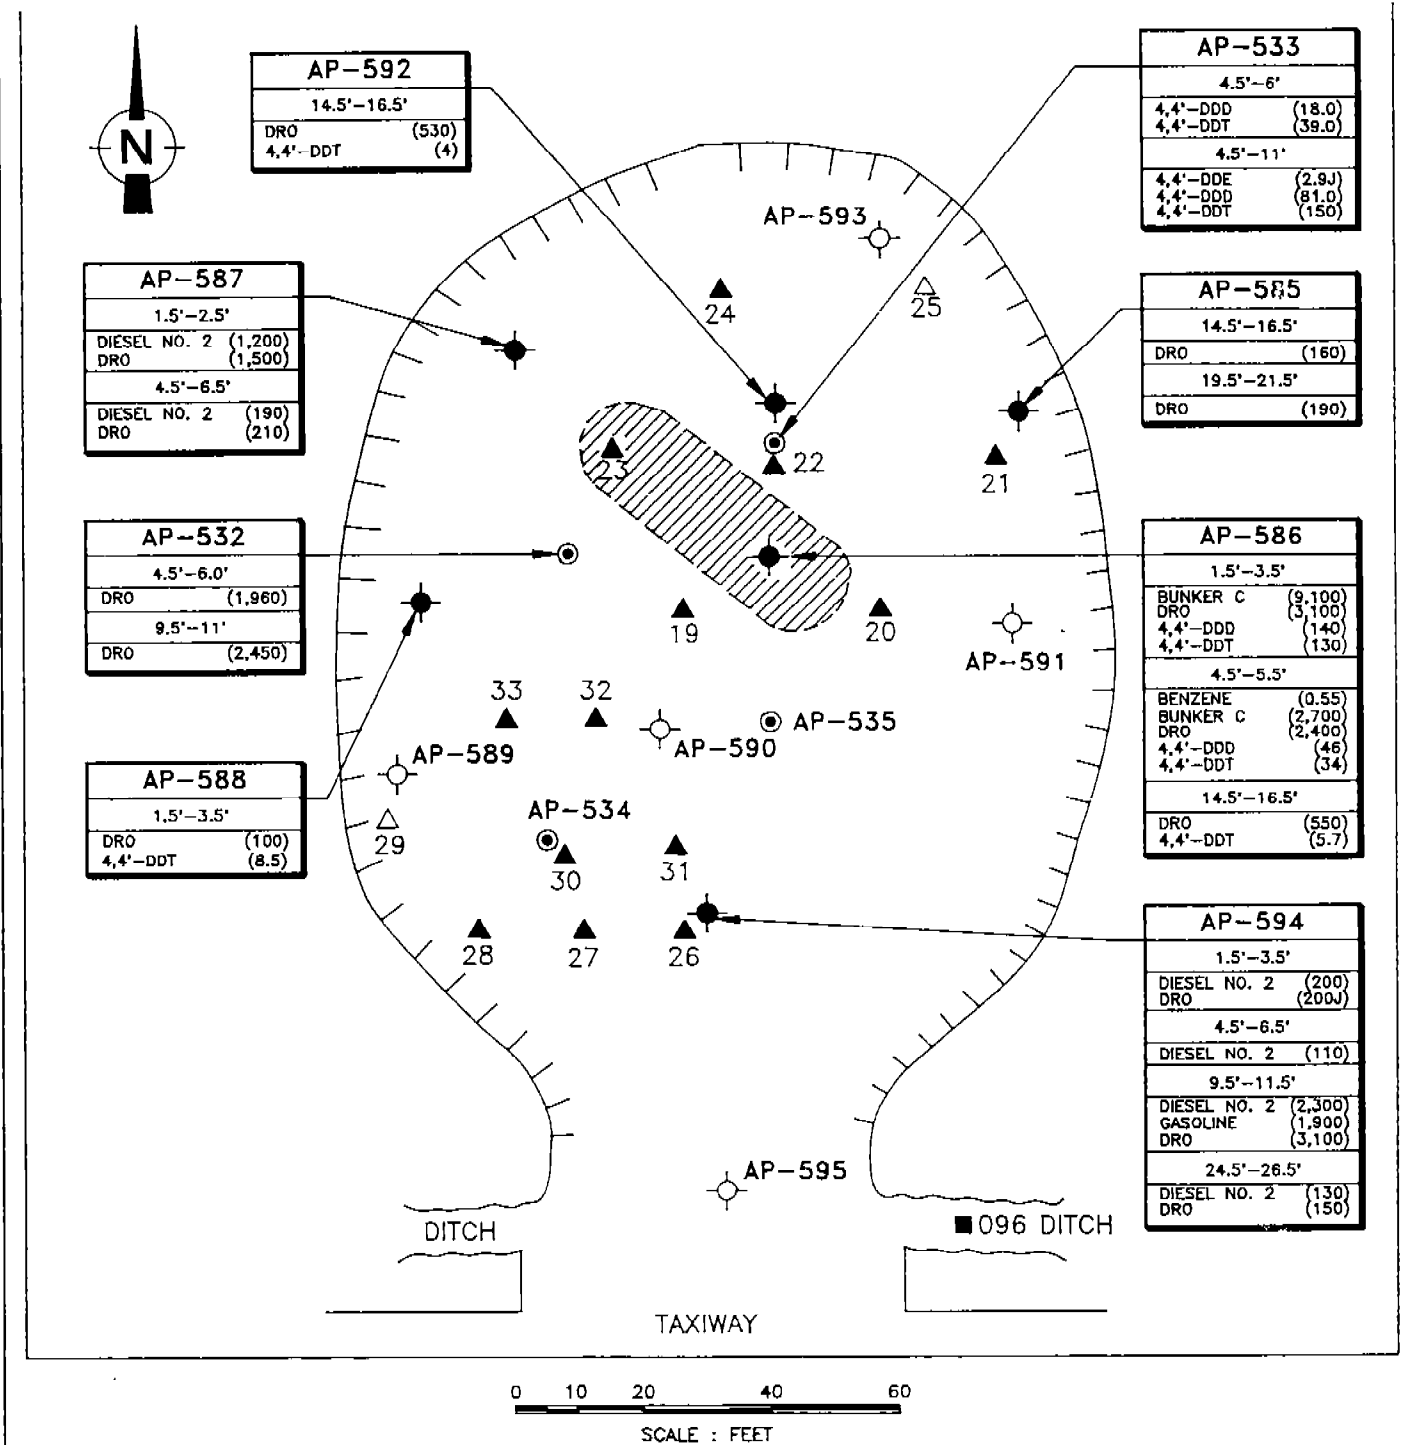 N
AP-592
14.5'-16.5'
DRO (530)
4,4'-DDT (4)
AP-533
4.5'-6'
4,4'-DDD (18.0)
4,4'-DDT (39.0)
4.5'-11'
4,4'-DDE (2.9J)
4,4'-DDD (81.0)
4,4'-DDT (150)
AP-593
24
25
AP-587
1.5'-2.5'
DIESEL NO. 2 (1,200)
DRO (1,500)
4.5'-6.5'
DIESEL NO. 2 (190)
DRO (210)
AP-585
14.5'-16.5'
DRO (160)
19.5'-21.5'
DRO (190)
23
22
21
AP-532
4.5'-6.0'
DRO (1,960)
9.5'-11'
DRO (2,450)
AP-586
1.5'-3.5'
BUNKER C (9,100)
DRO (3,100)
4,4'-DDD (140)
4,4'-DDT (130)
4.5'-5.5'
BENZENE (0.55)
BUNKER C (2,700)
DRO (2,400)
4,4'-DDD (46)
4,4'-DDT (34)
14.5'-16.5'
DRO (550)
4,4'-DDT (5.7)
19
20
AP-591
33
32
AP-589
AP-590
AP-535
AP-588
1.5'-3.5'
DRO (100)
4,4'-DDT (8.5)
AP-534
29
30
31
28
27
26
AP-594
1.5'-3.5'
DIESEL NO. 2 (200)
DRO (200J)
4.5'-6.5'
DIESEL NO. 2 (110)
9.5'-11.5'
DIESEL NO. 2 (2,300)
GASOLINE (1,900)
DRO (3,100)
24.5'-26.5'
DIESEL NO. 2 (130)
DRO (150)
AP-595
DITCH
096 DITCH
TAXIWAY
0 10 20 40 60
SCALE : FEET